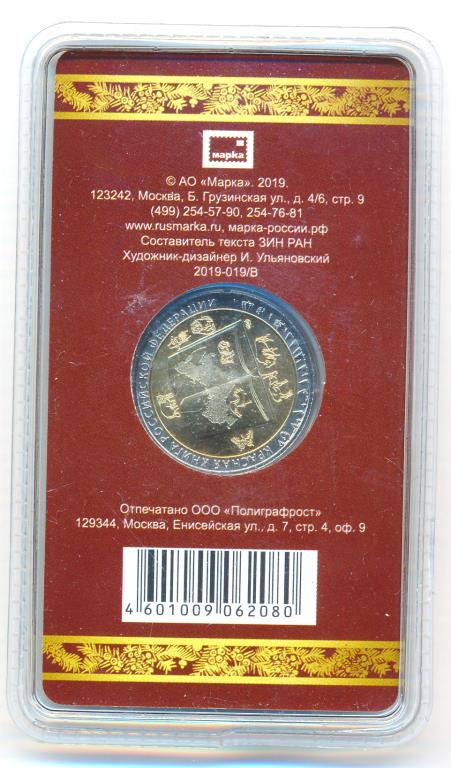 марка
© АО «Марка». 2019.
123242, Москва, Б. Грузинская ул., д. 4/6, стр. 9
(499) 254-57-90, 254-76-81
www.rusmarka.ru, марка-россии.рф
Составитель текста ЗИН РАН
Художник-дизайнер И. Ульяновский
2019-019/В
КРАСНАЯ КНИГА РОССИЙСКОЙ ФЕДЕРАЦИИ
Отпечатано ООО «Полиграфрост»
129344, Москва, Енисейская ул., д. 7, стр. 4, оф. 9
4 601009 062080